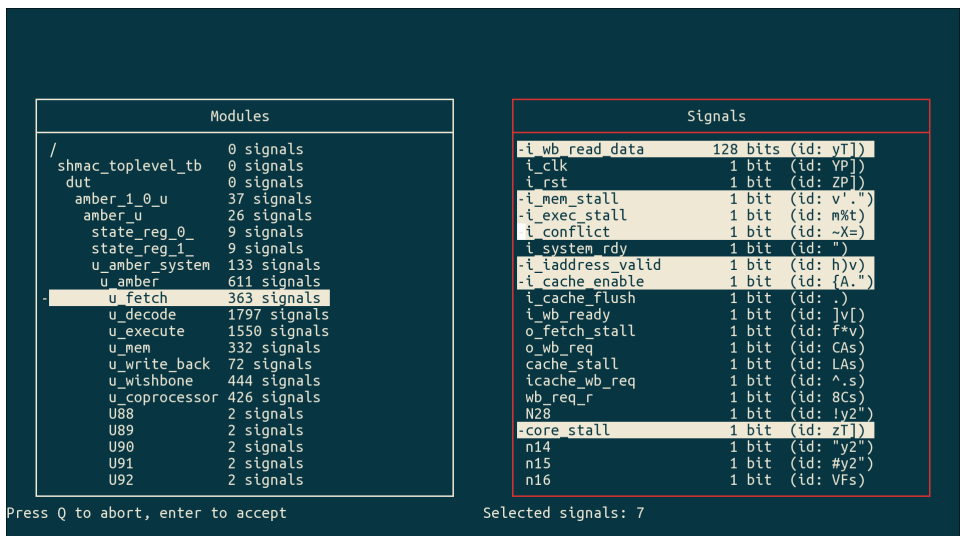 Modules
/ 0 signals
shmac_toplevel_tb 0 signals
dut 0 signals
amber_1_0_u 37 signals
amber_u 26 signals
state_reg_0_ 9 signals
state_reg_1_ 9 signals
u_amber_system 133 signals
u_amber 611 signals
- u_fetch 363 signals
u_decode 1797 signals
u_execute 1550 signals
u_mem 332 signals
u_write_back 72 signals
u_wishbone 444 signals
u_coprocessor 426 signals
U88 2 signals
U89 2 signals
U90 2 signals
U91 2 signals
U92 2 signals
Signals
-i_wb_read_data 128 bits (id: yT])
i_clk 1 bit (id: YP])
i_rst 1 bit (id: ZP])
-i_mem_stall 1 bit (id: v'.")
-i_exec_stall 1 bit (id: m%t)
i_conflict 1 bit (id: ~X=)
i_system_rdy 1 bit (id: ")
-i_iaddress_valid 1 bit (id: h)v)
-i_cache_enable 1 bit (id: {A.")
i_cache_flush 1 bit (id: .)
i_wb_ready 1 bit (id: ]v[)
o_fetch_stall 1 bit (id: f*v)
o_wb_req 1 bit (id: CAs)
cache_stall 1 bit (id: LAs)
icache_wb_req 1 bit (id: ^.s)
wb_req_r 1 bit (id: 8Cs)
N28 1 bit (id: !y2")
-core_stall 1 bit (id: zT])
n14 1 bit (id: "y2")
n15 1 bit (id: #y2")
n16 1 bit (id: VFs)
Press Q to abort, enter to accept
Selected signals: 7